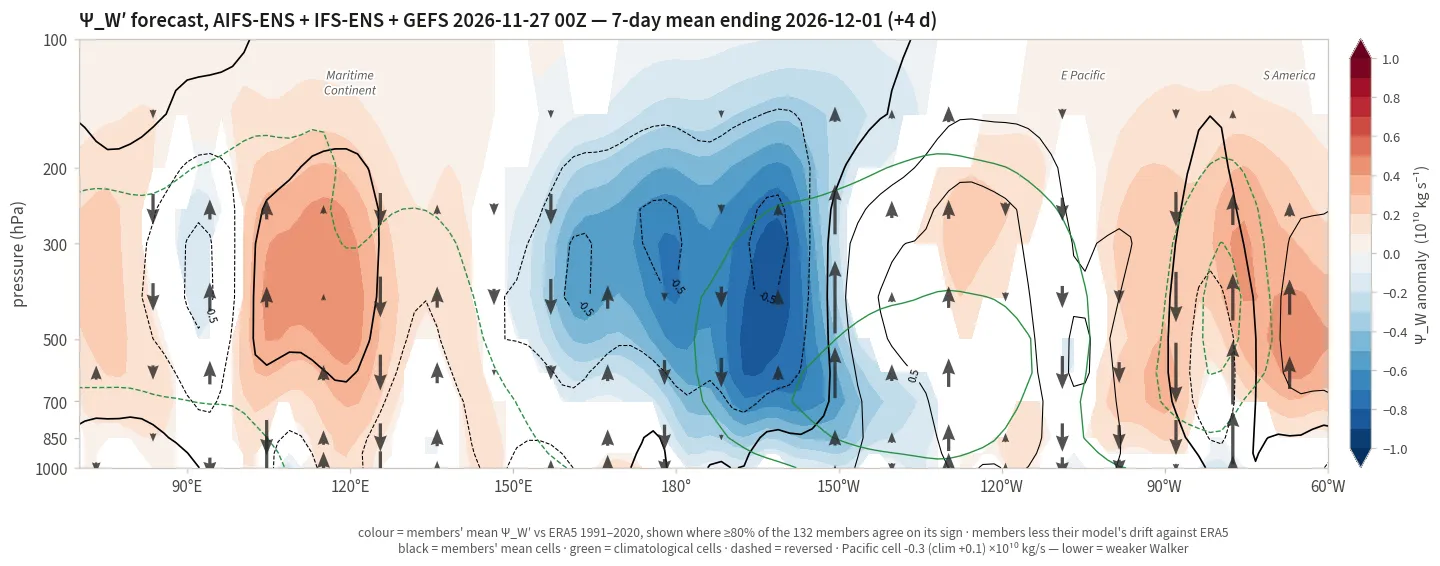 Ψ_W′ forecast, AIFS-ENS + IFS-ENS + GEFS 2026-11-27 00Z — 7-day mean ending 2026-12-01 (+4 d)
100
200
300
400
500
700
850
1000
pressure (hPa)
Maritime
Continent
E Pacific
S America
-0.5
-0.5
-0.5
-0.5
0.5
90°E
120°E
150°E
180°
150°W
120°W
90°W
60°W
1.0
0.8
0.6
0.4
0.2
0.0
−0.2
−0.4
−0.6
−0.8
−1.0
Ψ_W anomaly (10¹⁰ kg s⁻¹)
colour = members' mean Ψ_W′ vs ERA5 1991–2020, shown where ≥80% of the 132 members agree on its sign · members less their model's drift against ERA5
black = members' mean cells · green = climatological cells · dashed = reversed · Pacific cell -0.3 (clim +0.1) ×10¹⁰ kg/s — lower = weaker Walker